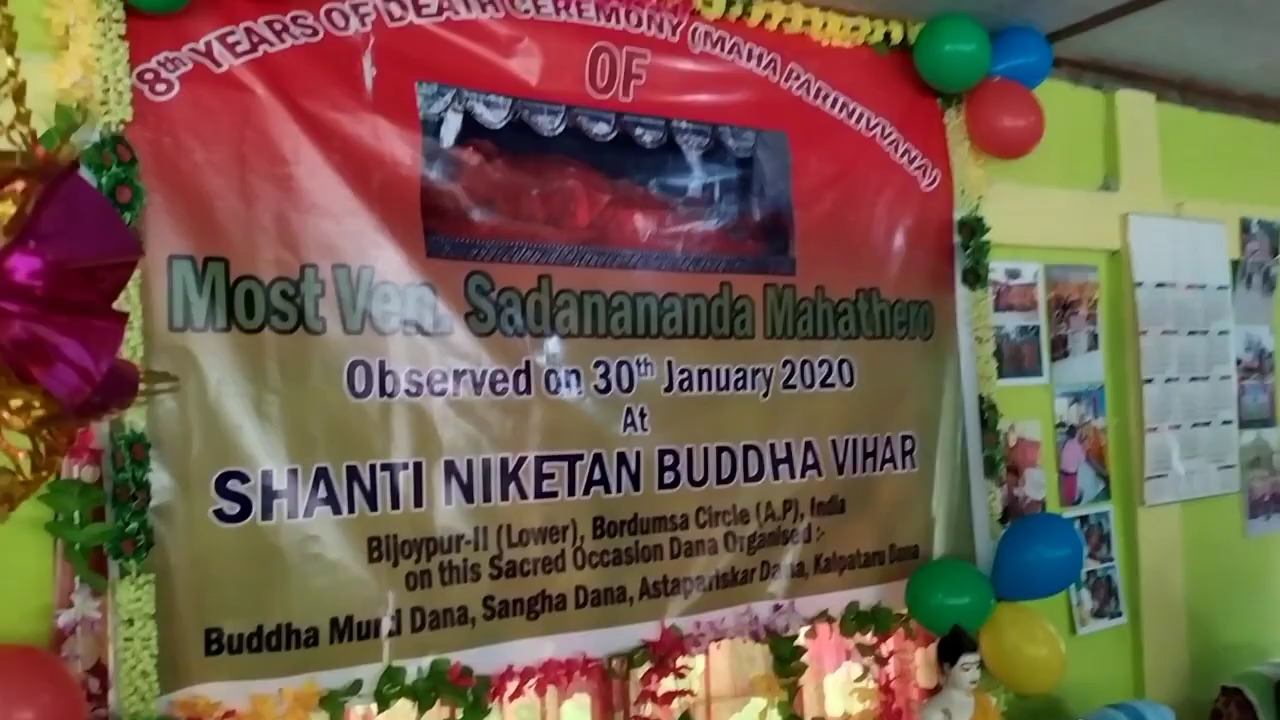 8th YEARS OF DEATH CEREMONY (MAHA PARINIVVANA)
OF
Most Ven. Sadanananda Mahathero
Observed on 30th January 2020
At
SHANTI NIKETAN BUDDHA VIHAR
Bijoypur-II (Lower), Bordumsa Circle (A.P), India
on this Sacred Occasion Dana Organised :-
Buddha Murti Dana, Sangha Dana, Astapariskar Dana, Kalpataru Dana